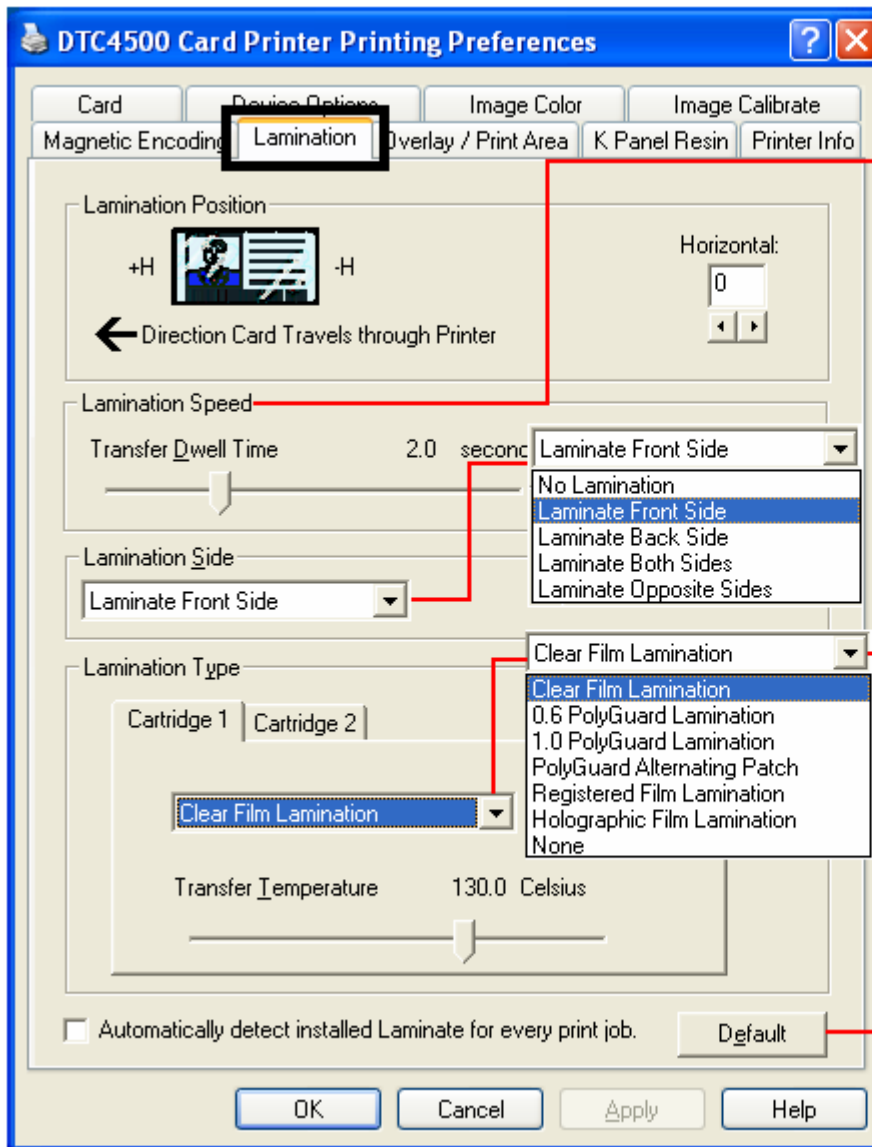 DTC4500 Card Printer Printing Preferences
Card
Device Options
Image Color
Image Calibrate
Magnetic Encoding
Lamination
Overlay / Print Area
K Panel Resin
Printer Info
Lamination Position
+H
-H
Horizontal:
0
Direction Card Travels through Printer
Lamination Speed
Transfer Dwell Time 2.0 second
Laminate Front Side
No Lamination
Laminate Front Side
Laminate Back Side
Laminate Both Sides
Laminate Opposite Sides
Lamination Side
Laminate Front Side
Lamination Type
Clear Film Lamination
Clear Film Lamination
0.6 PolyGuard Lamination
1.0 PolyGuard Lamination
PolyGuard Alternating Patch
Registered Film Lamination
Holographic Film Lamination
None
Cartridge 1
Cartridge 2
Clear Film Lamination
Transfer Temperature 130.0 Celsius
Automatically detect installed Laminate for every print job.
Default
OK
Cancel
Apply
Help